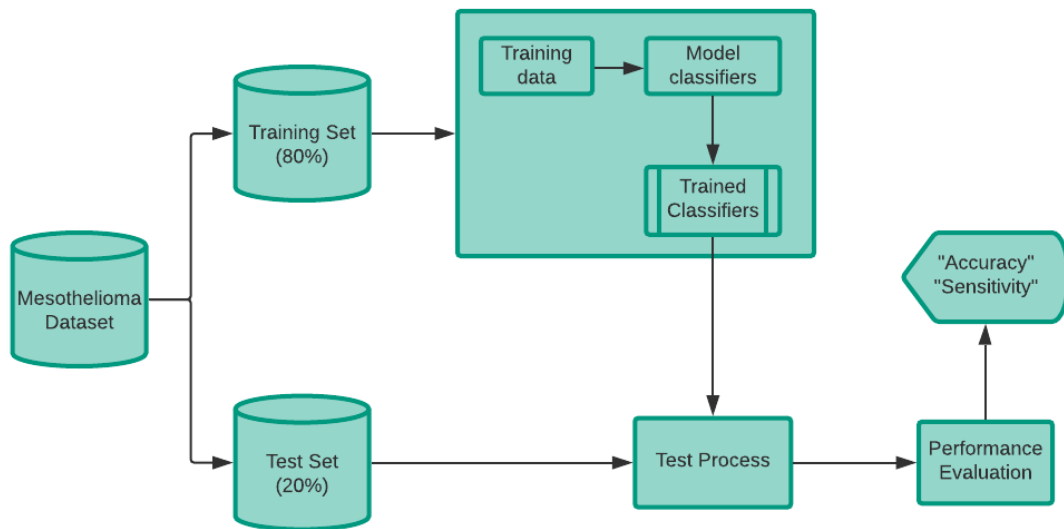 Training
data
Model
classifiers
Training Set
(80%)
Trained
Classifiers
Mesothelioma
Dataset
"Accuracy"
"Sensitivity"
Test Set
(20%)
Test Process
Performance
Evaluation